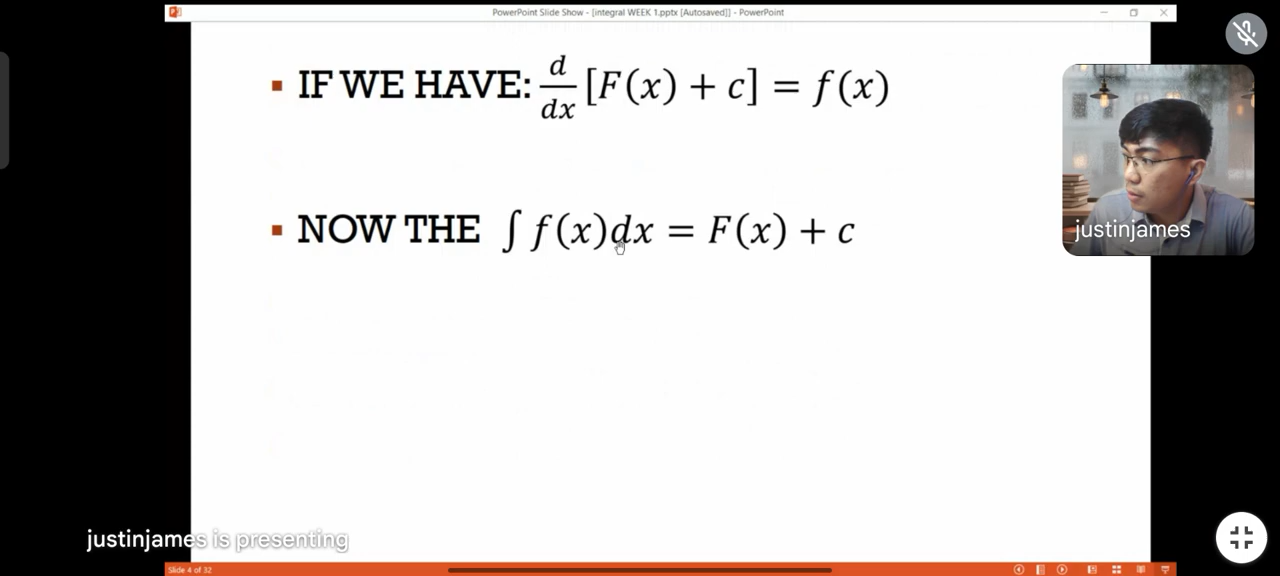 PowerPoint Slide Show - [integral WEEK 1.pptx [Autosaved]] - PowerPoint
▪ IF WE HAVE: d/dx [F(x) + c] = f(x)
justinjames
▪ NOW THE ∫ f(x)dx = F(x) + c
justinjames is presenting
Slide 4 of 32